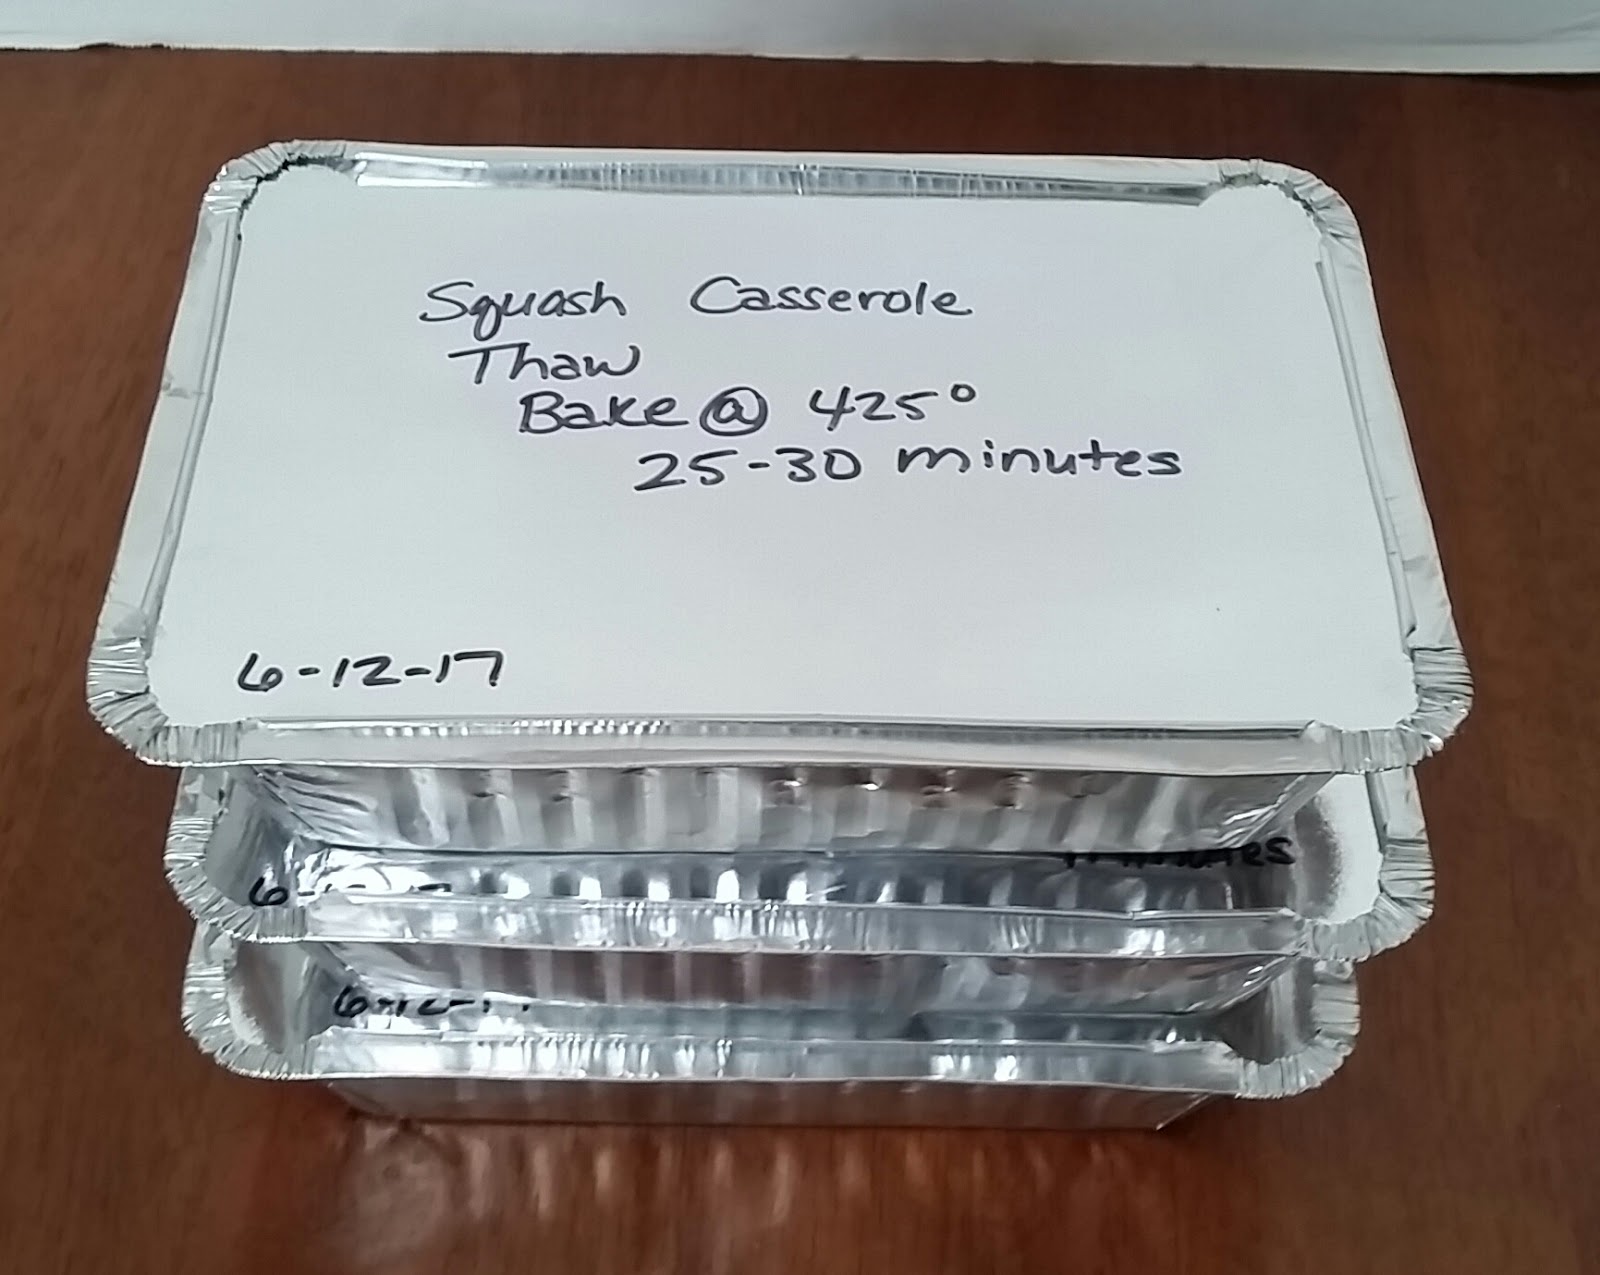 Squash Casserole
Thaw
Bake @ 425°
25-30 minutes
6-12-17